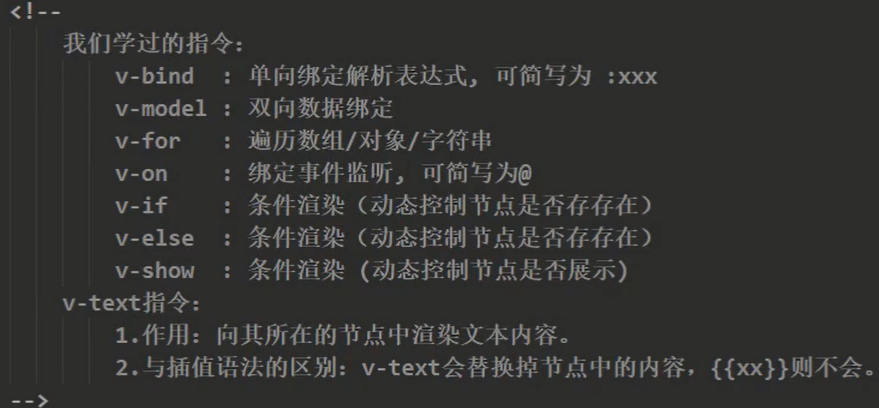 <!--
我们学过的指令:
v-bind : 单向绑定解析表达式, 可简写为 :xxx
v-model : 双向数据绑定
v-for : 遍历数组/对象/字符串
v-on : 绑定事件监听, 可简写为@
v-if : 条件渲染（动态控制节点是否存存在）
v-else : 条件渲染（动态控制节点是否存存在）
v-show : 条件渲染 (动态控制节点是否展示)
v-text指令:
1.作用: 向其所在的节点中渲染文本内容。
2.与插值语法的区别: v-text会替换掉节点中的内容，{{xx}}则不会。
-->